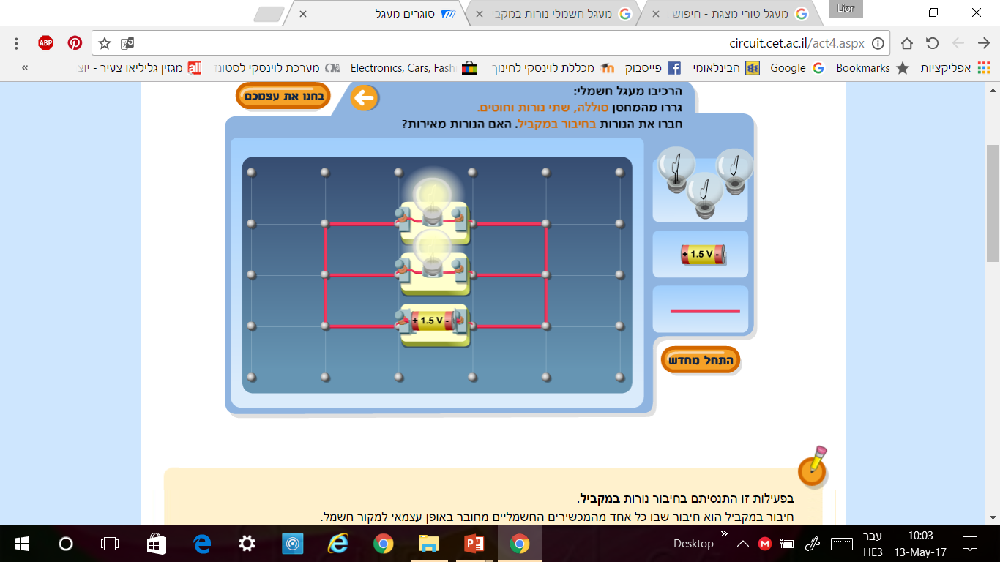 Lior
מעגל טורי מצגת - חיפוש
מעגל חשמלי נורות במקבי
סוגרים מעגל
ABP
circuit.cet.ac.il/act4.aspx
אפליקציות
Bookmarks
Google
הבינלאומי
פייסבוק
מכללת לוינסקי לחינוך
Electronics, Cars, Fash
מערכת לוינסקי לסטונד
all
מגזין גליליאו צעיר - יוצ
»
בחנו את עצמכם
הרכיבו מעגל חשמלי:
גררו מהמחסן סוללה, שתי נורות וחוטים.
חברו את הנורות בחיבור במקביל. האם הנורות מאירות?
+ 1.5 V -
+ 1.5 V -
התחל מחדש
בפעילות זו התנסיתם בחיבור נורות במקביל.
חיבור במקביל הוא חיבור שבו כל אחד מהמכשירים החשמליים מחובר באופן עצמאי למקור חשמל.
Desktop
»
עבר
HE3
10:03
13-May-17